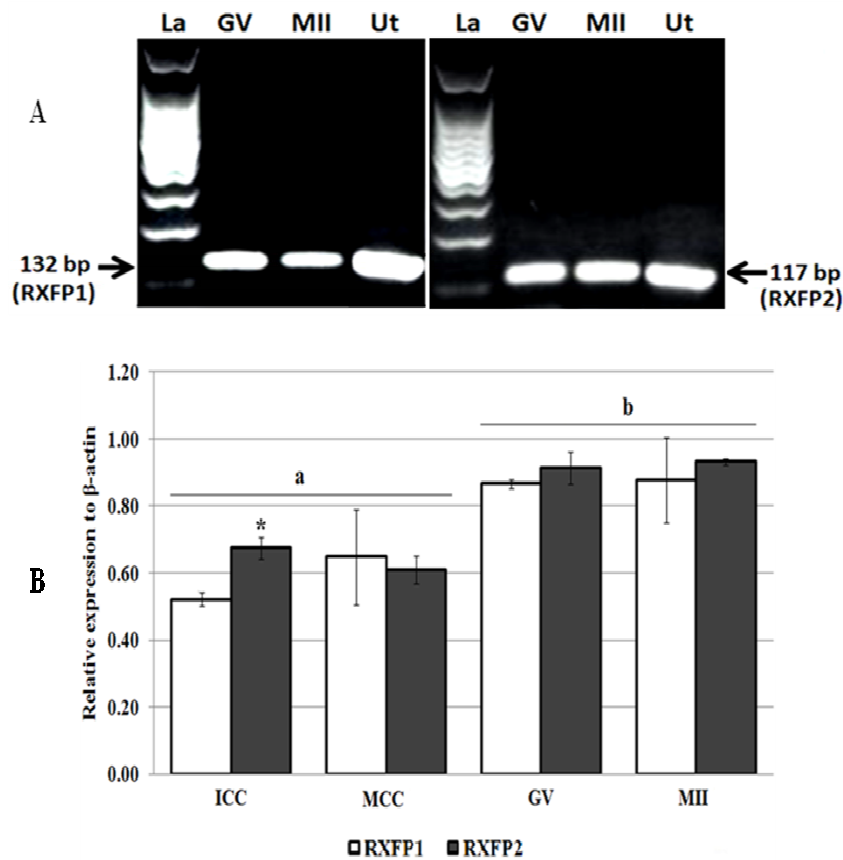 La GV MII Ut La GV MII Ut
A
132 bp
(RXFP1)
117 bp
(RXFP2)
B
Relative expression to β-actin
1.20
1.00
0.80
0.60
0.40
0.20
0.00
a
b
*
ICC MCC GV MII
RXFP1 RXFP2